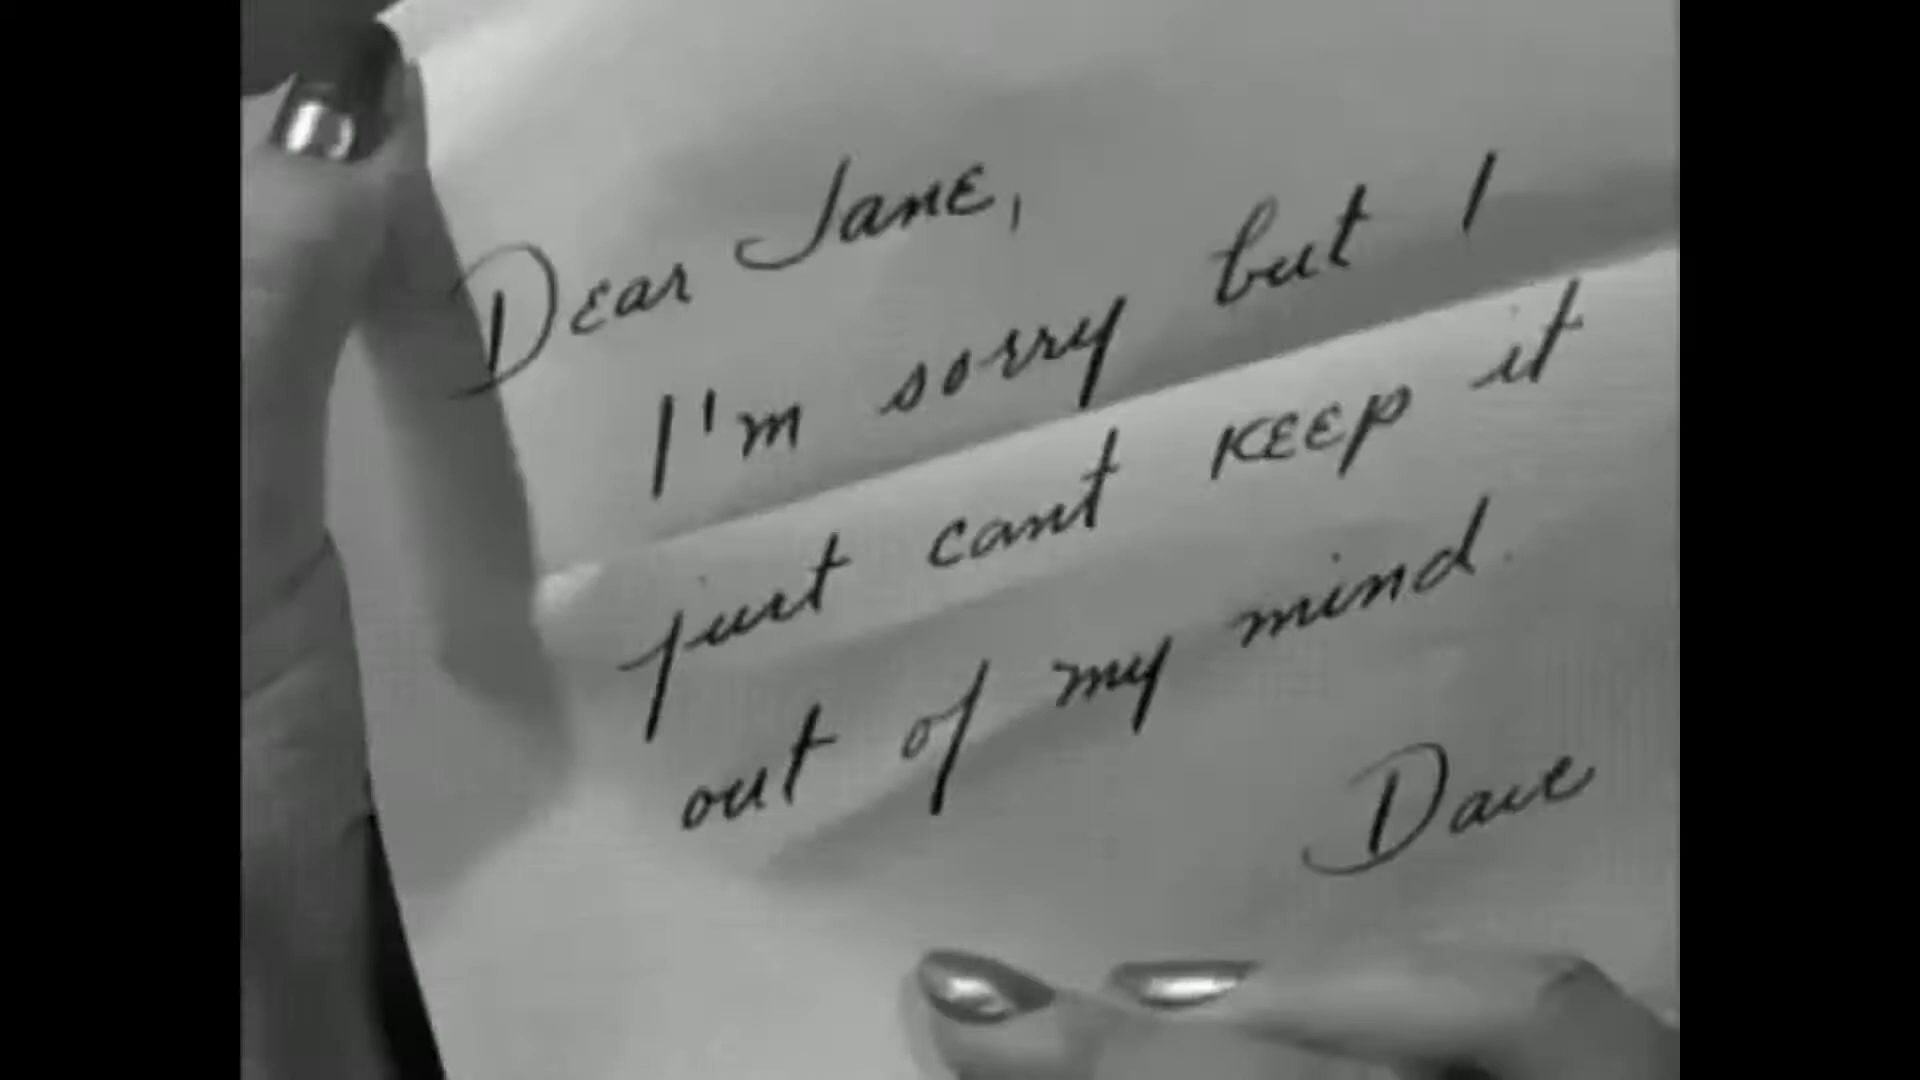 Dear Jane,
I'm sorry but I
just cant keep it
out of my mind.
Dave